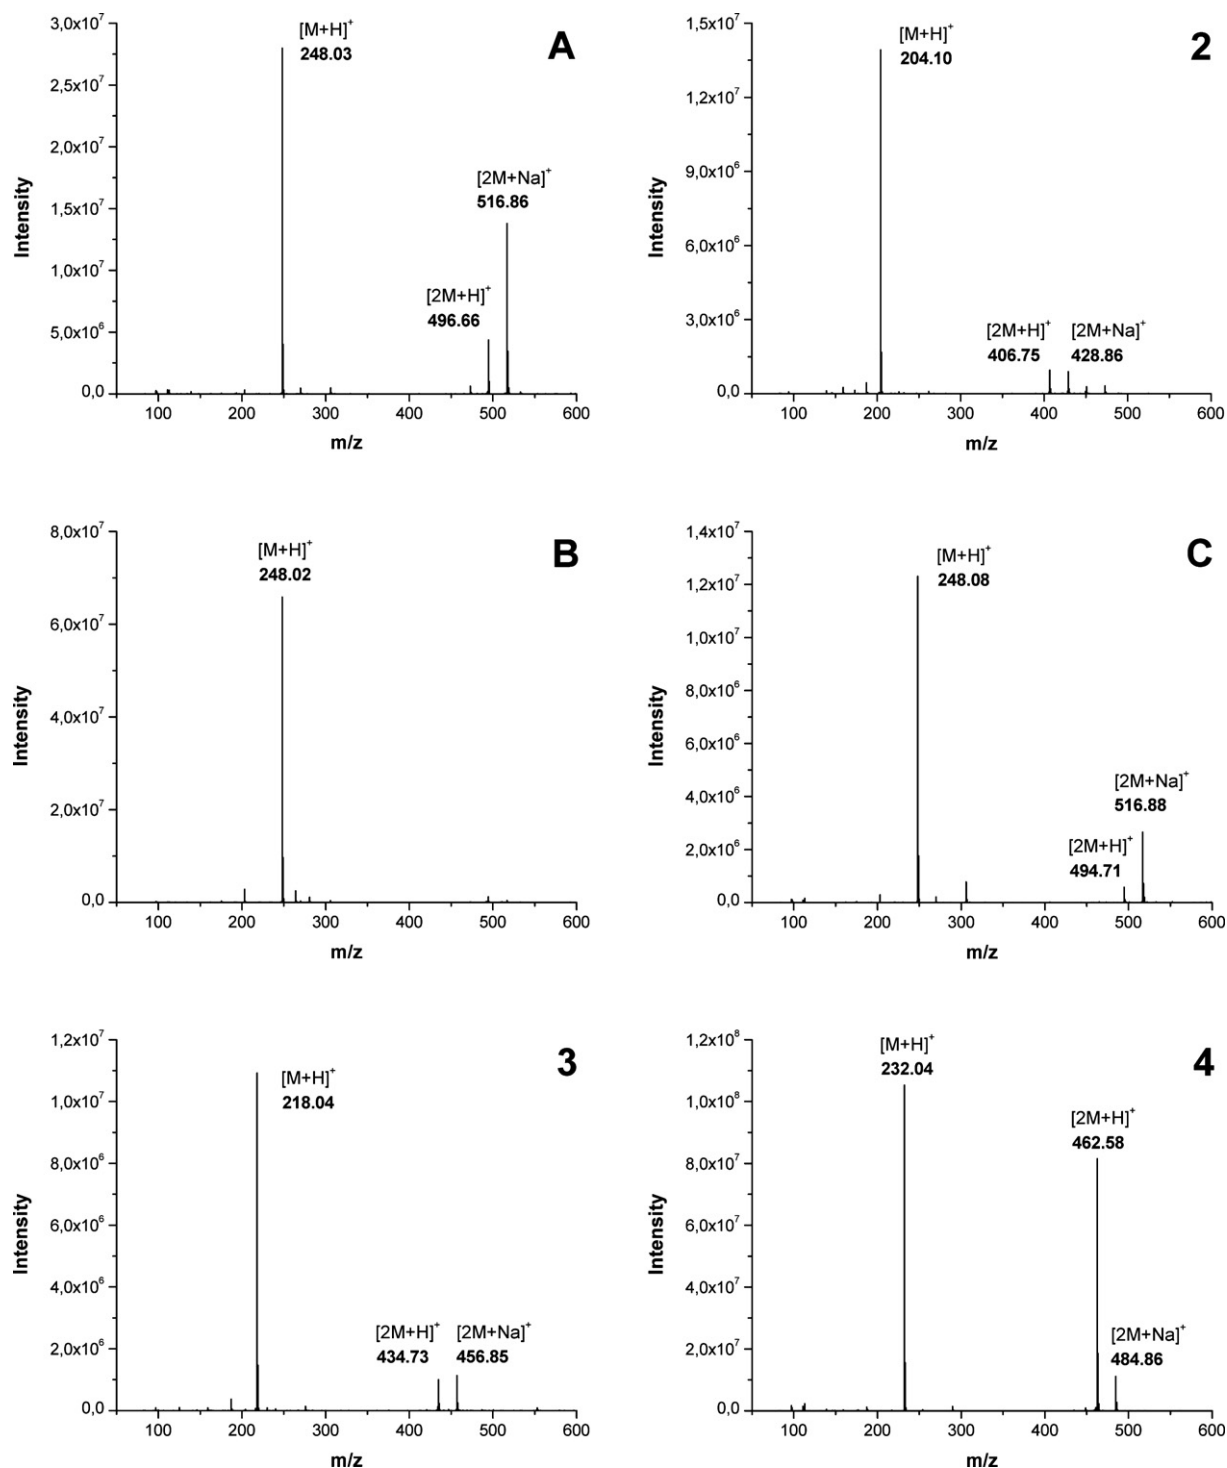 A
[M+H]⁺
248.03
[2M+Na]⁺
516.86
[2M+H]⁺
496.66
3,0x10⁷
2,5x10⁷
2,0x10⁷
1,5x10⁷
1,0x10⁷
5,0x10⁶
0,0
Intensity
100 200 300 400 500 600
m/z
2
[M+H]⁺
204.10
[2M+H]⁺ [2M+Na]⁺
406.75 428.86
1,5x10⁷
1,2x10⁷
9,0x10⁶
6,0x10⁶
3,0x10⁶
0,0
Intensity
100 200 300 400 500 600
m/z
B
[M+H]⁺
248.02
8,0x10⁷
6,0x10⁷
4,0x10⁷
2,0x10⁷
0,0
Intensity
100 200 300 400 500 600
m/z
C
[M+H]⁺
248.08
[2M+Na]⁺
516.88
[2M+H]⁺
494.71
1,4x10⁷
1,2x10⁷
1,0x10⁷
8,0x10⁶
6,0x10⁶
4,0x10⁶
2,0x10⁶
0,0
Intensity
100 200 300 400 500 600
m/z
3
[M+H]⁺
218.04
[2M+H]⁺ [2M+Na]⁺
434.73 456.85
1,2x10⁷
1,0x10⁷
8,0x10⁶
6,0x10⁶
4,0x10⁶
2,0x10⁶
0,0
Intensity
100 200 300 400 500 600
m/z
4
[M+H]⁺
232.04
[2M+H]⁺
462.58
[2M+Na]⁺
484.86
1,2x10⁸
1,0x10⁸
8,0x10⁷
6,0x10⁷
4,0x10⁷
2,0x10⁷
0,0
Intensity
100 200 300 400 500 600
m/z